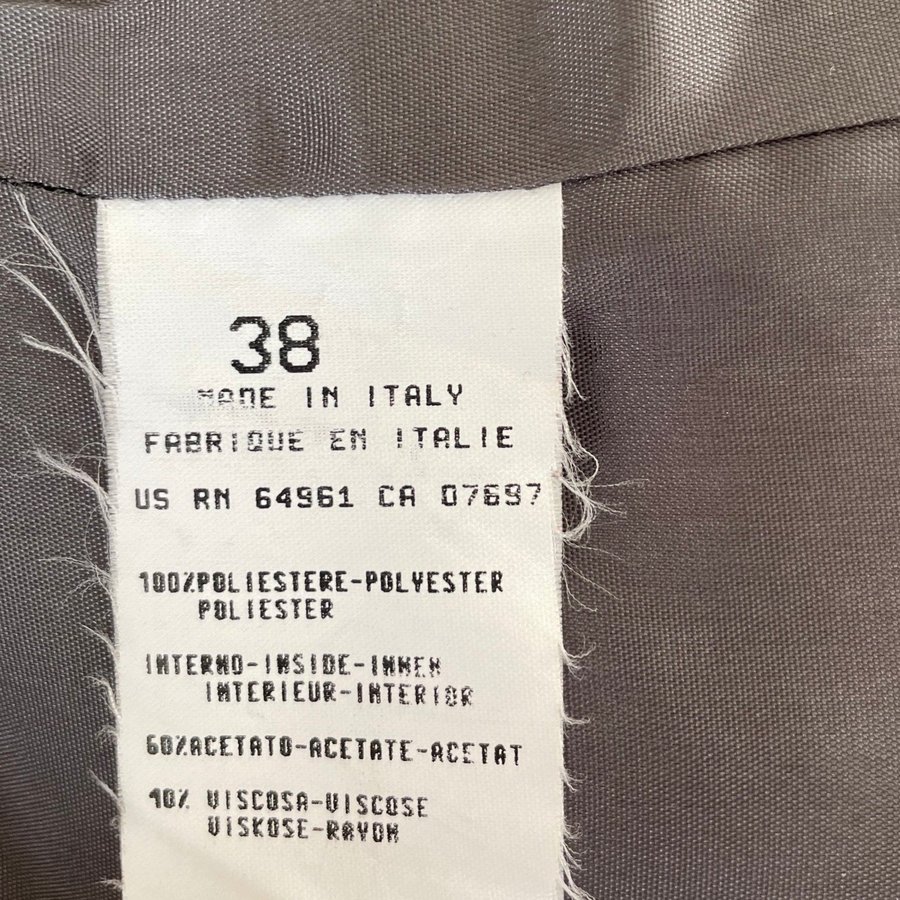 38
MADE IN ITALY
FABRIQUE EN ITALIE
US RN 64961 CA 07697
100%POLIESTERE-POLYESTER
POLIESTER
INTERNO-INSIDE-INNEN
INTERIEUR-INTERIOR
60%ACETATO-ACETATE-ACETAT
40% VISCOSA-VISCOSE
VISKOSE-RAYON